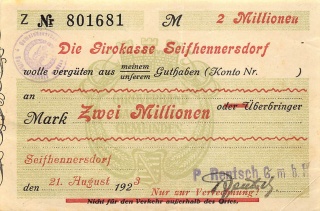 Z № 801681 M 2 Millionen
Die Girokasse Seifhennersdorf
wolle vergüten aus meinem unserem Guthaben (Konto Nr. )
an oder Überbringer
Mark Zwei Millionen
Seifhennersdorf
den 21. August 1923
P. Rentsch G.m.b.H.
Nur zur Verrechnung!
Nicht für den Verkehr außerhalb des Ortes.